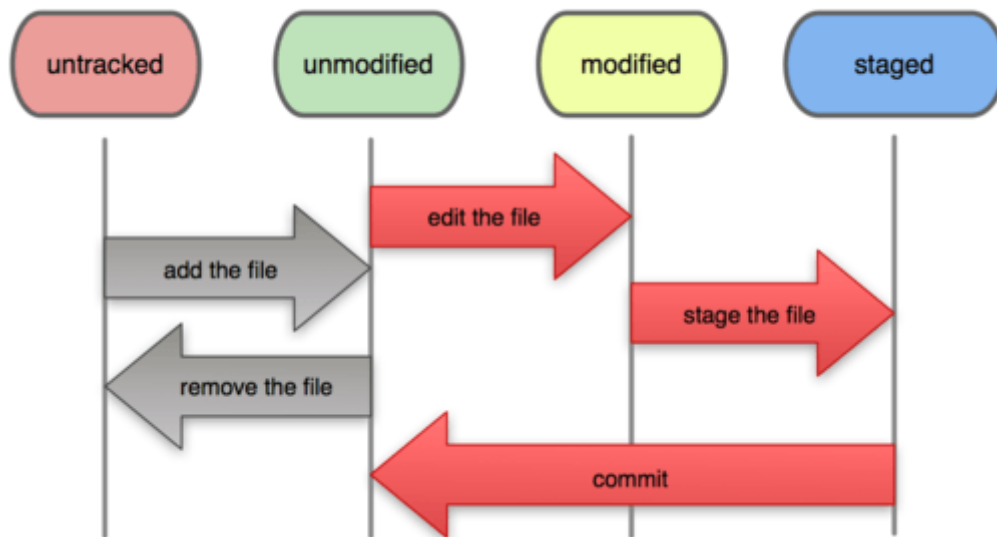 untracked
unmodified
modified
staged
edit the file
add the file
stage the file
remove the file
commit